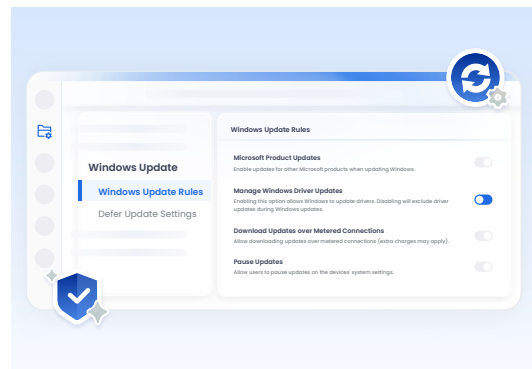 Windows Update
Windows Update Rules
Defer Update Settings
Windows Update Rules
Microsoft Product Updates
Enable updates for other Microsoft products when updating Windows.
Manage Windows Driver Updates
Enabling this option allows Windows to update drivers. Disabling will exclude driver
updates during Windows updates.
Download Updates over Metered Connections
Allow downloading updates over metered connections (extra charges may apply).
Pause Updates
Allow users to pause updates on the devices' system settings.